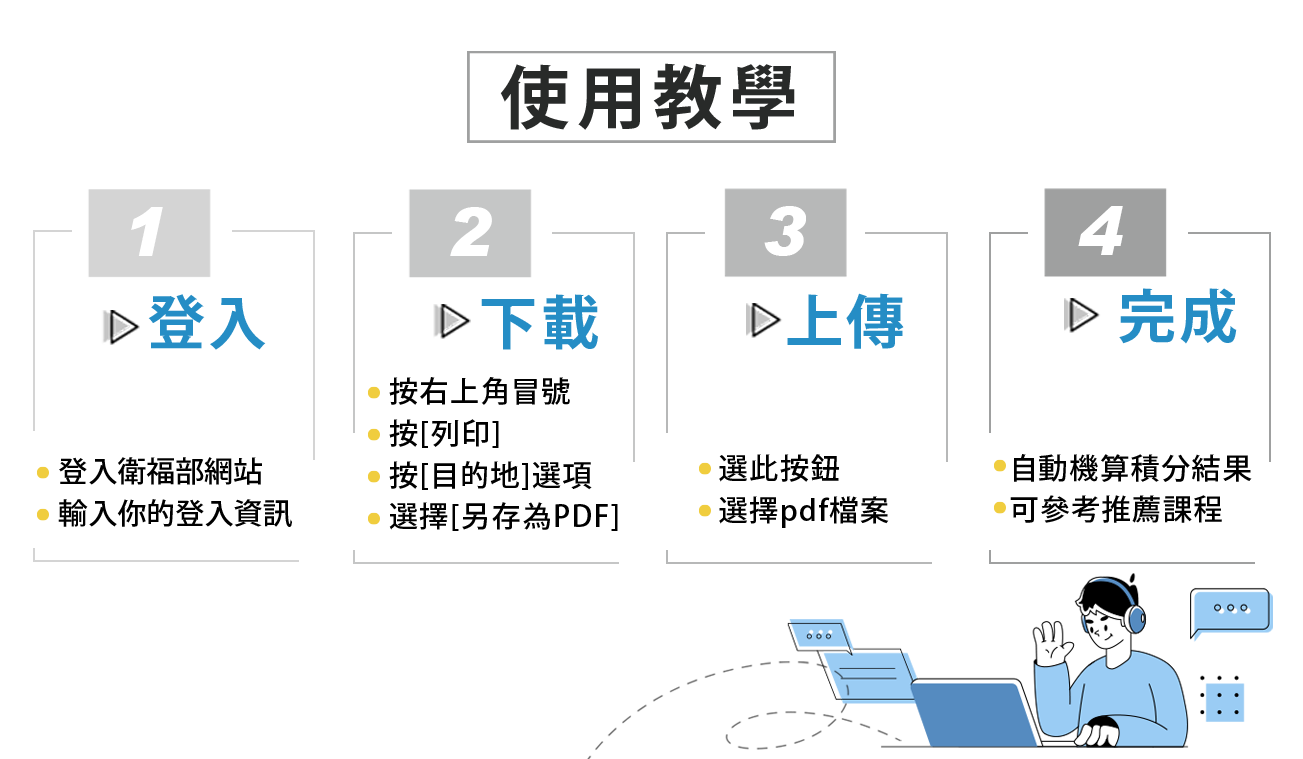 使用教學
1
登入
登入衛福部網站
輸入你的登入資訊
2
下載
按右上角冒號
按[列印]
按[目的地]選項
選擇[另存為PDF]
3
上傳
選此按鈕
選擇pdf檔案
4
完成
自動機算積分結果
可參考推薦課程